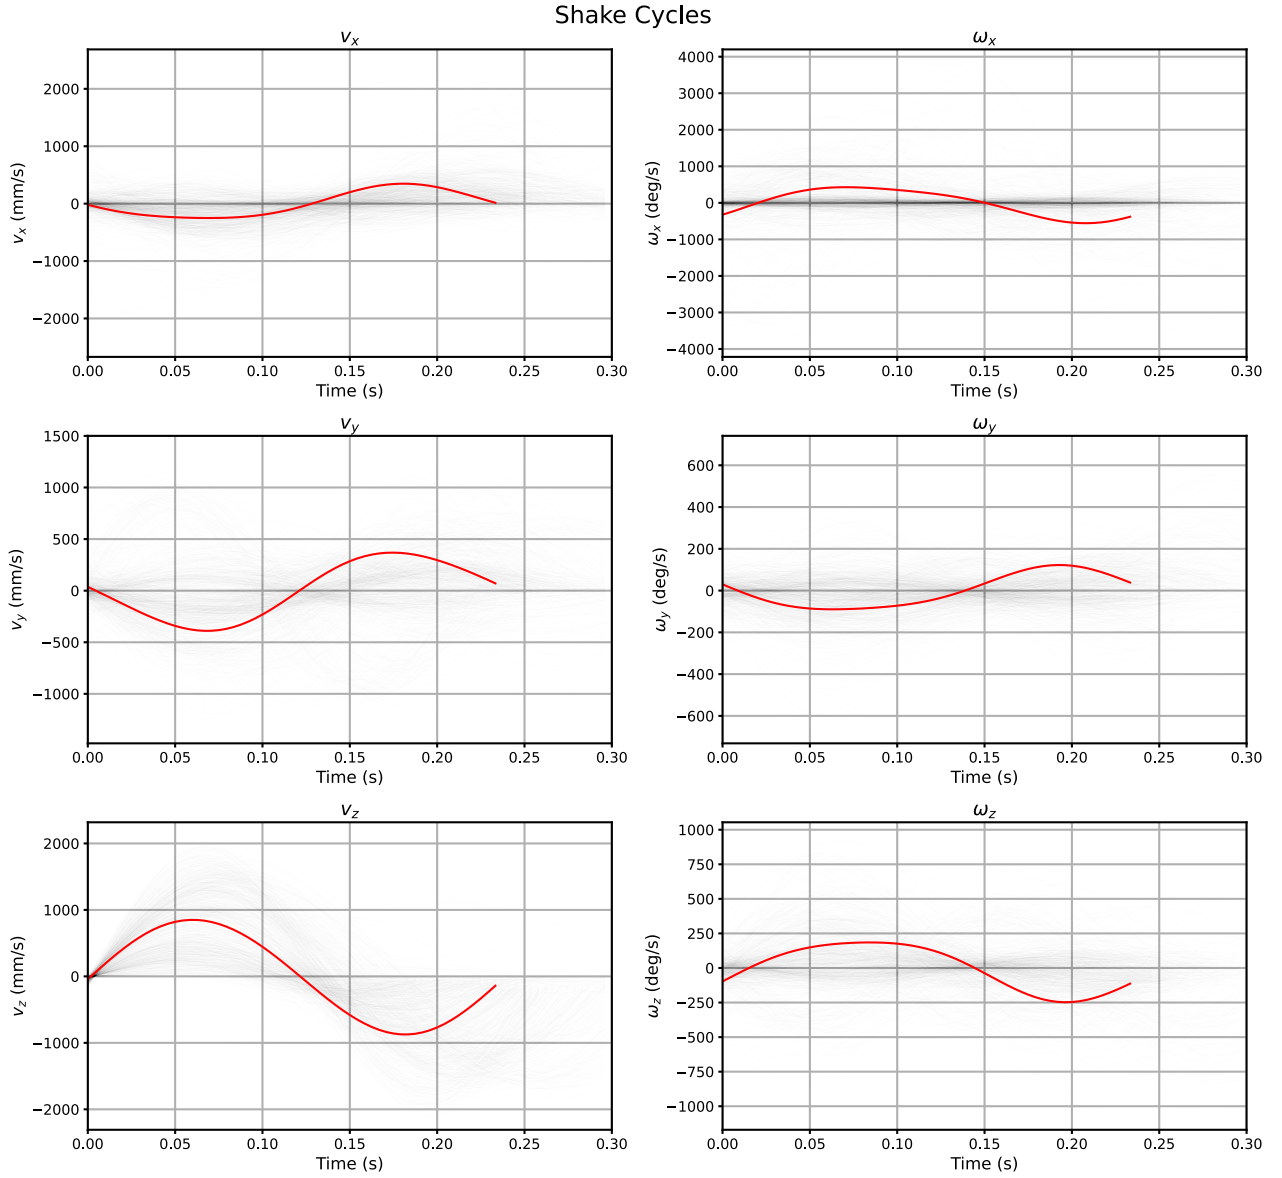 Shake Cycles
v_x
2000
1000
0
−1000
−2000
v_x (mm/s)
0.00 0.05 0.10 0.15 0.20 0.25 0.30
Time (s)
ω_x
4000
3000
2000
1000
0
−1000
−2000
−3000
−4000
ω_x (deg/s)
0.00 0.05 0.10 0.15 0.20 0.25 0.30
Time (s)
v_y
1500
1000
500
0
−500
−1000
v_y (mm/s)
0.00 0.05 0.10 0.15 0.20 0.25 0.30
Time (s)
ω_y
600
400
200
0
−200
−400
−600
ω_y (deg/s)
0.00 0.05 0.10 0.15 0.20 0.25 0.30
Time (s)
v_z
2000
1000
0
−1000
−2000
v_z (mm/s)
0.00 0.05 0.10 0.15 0.20 0.25 0.30
Time (s)
ω_z
1000
750
500
250
0
−250
−500
−750
−1000
ω_z (deg/s)
0.00 0.05 0.10 0.15 0.20 0.25 0.30
Time (s)